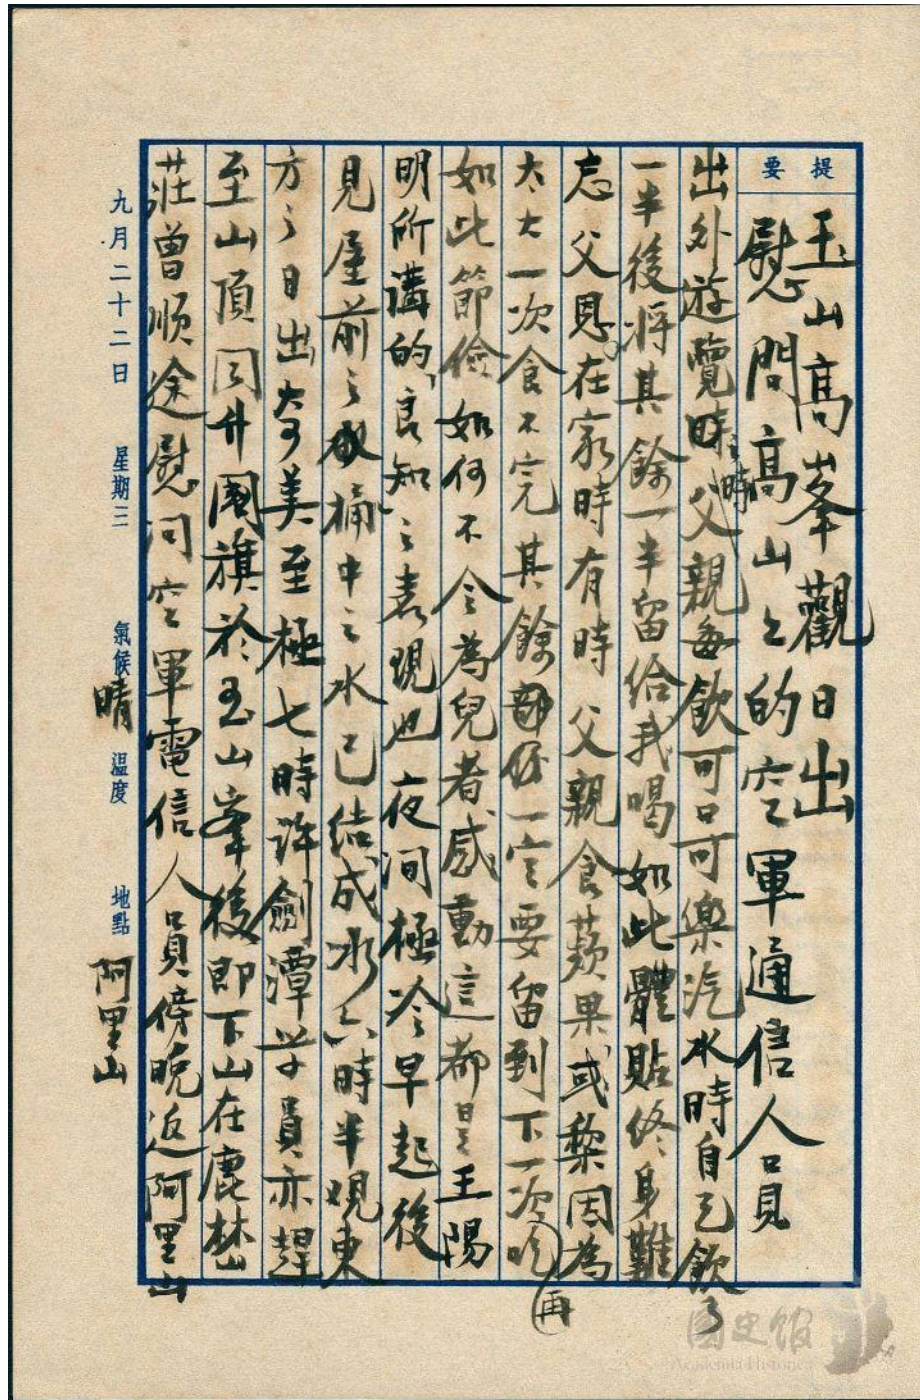 提要
玉山高峯觀日出
慰問高山上的空軍通信人員
出外遊覽時時父親每飲可口可樂汽水時自己飲了
一半後將其餘一半留給我喝如此體貼終身難
忘父恩在家時有時父親食蘋果或梨因為
太大一次食不完其餘部份一定要留到下一次再吃
如此節儉如何不令為兒者感動這都是王陽
明所講的「良知」之表現也夜間極冷早起後
見屋前之水桶中之水已結成冰六時半觀東
方之日出奇美至極七時許劍潭學員亦趕
至山頂同升國旗於玉山峯後即下山在鹿林山
莊曾順途慰問空軍電信人員傍晚返阿里山
九月二十二日 星期三 氣候 晴 溫度 地點 阿里山
國史館
Academia Historica